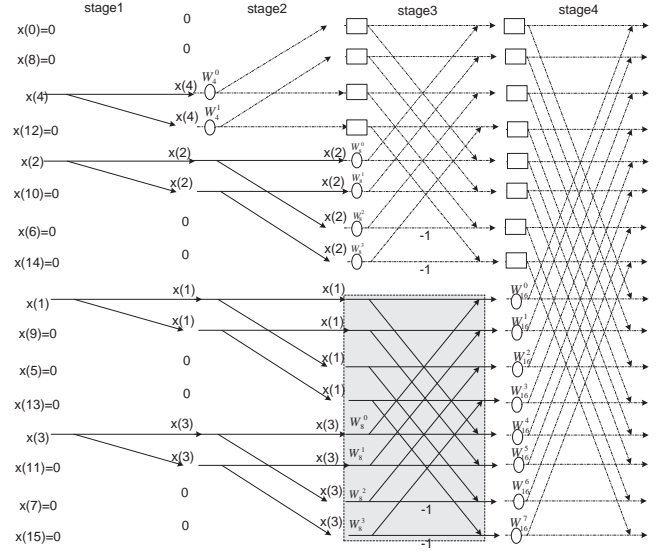 stage1 stage2 stage3 stage4
x(0)=0 0
x(8)=0 0
x(4) x(4) W_4^0
x(12)=0 x(4) W_4^1
x(2) x(2) x(2) W_8^0
x(10)=0 x(2) x(2) W_8^1
x(6)=0 0 x(2) W_8^2 -1
x(14)=0 0 x(2) W_8^3 -1
x(1) x(1) x(1) W_16^0
x(9)=0 x(1) x(1) W_16^1
x(5)=0 0 x(1) W_16^2
x(13)=0 0 x(1) W_16^3
x(3) x(3) x(3) W_8^0 W_16^4
x(11)=0 x(3) x(3) W_8^1 W_16^5
x(7)=0 0 x(3) W_8^2 -1 W_16^6
x(15)=0 0 x(3) W_8^3 -1 W_16^7